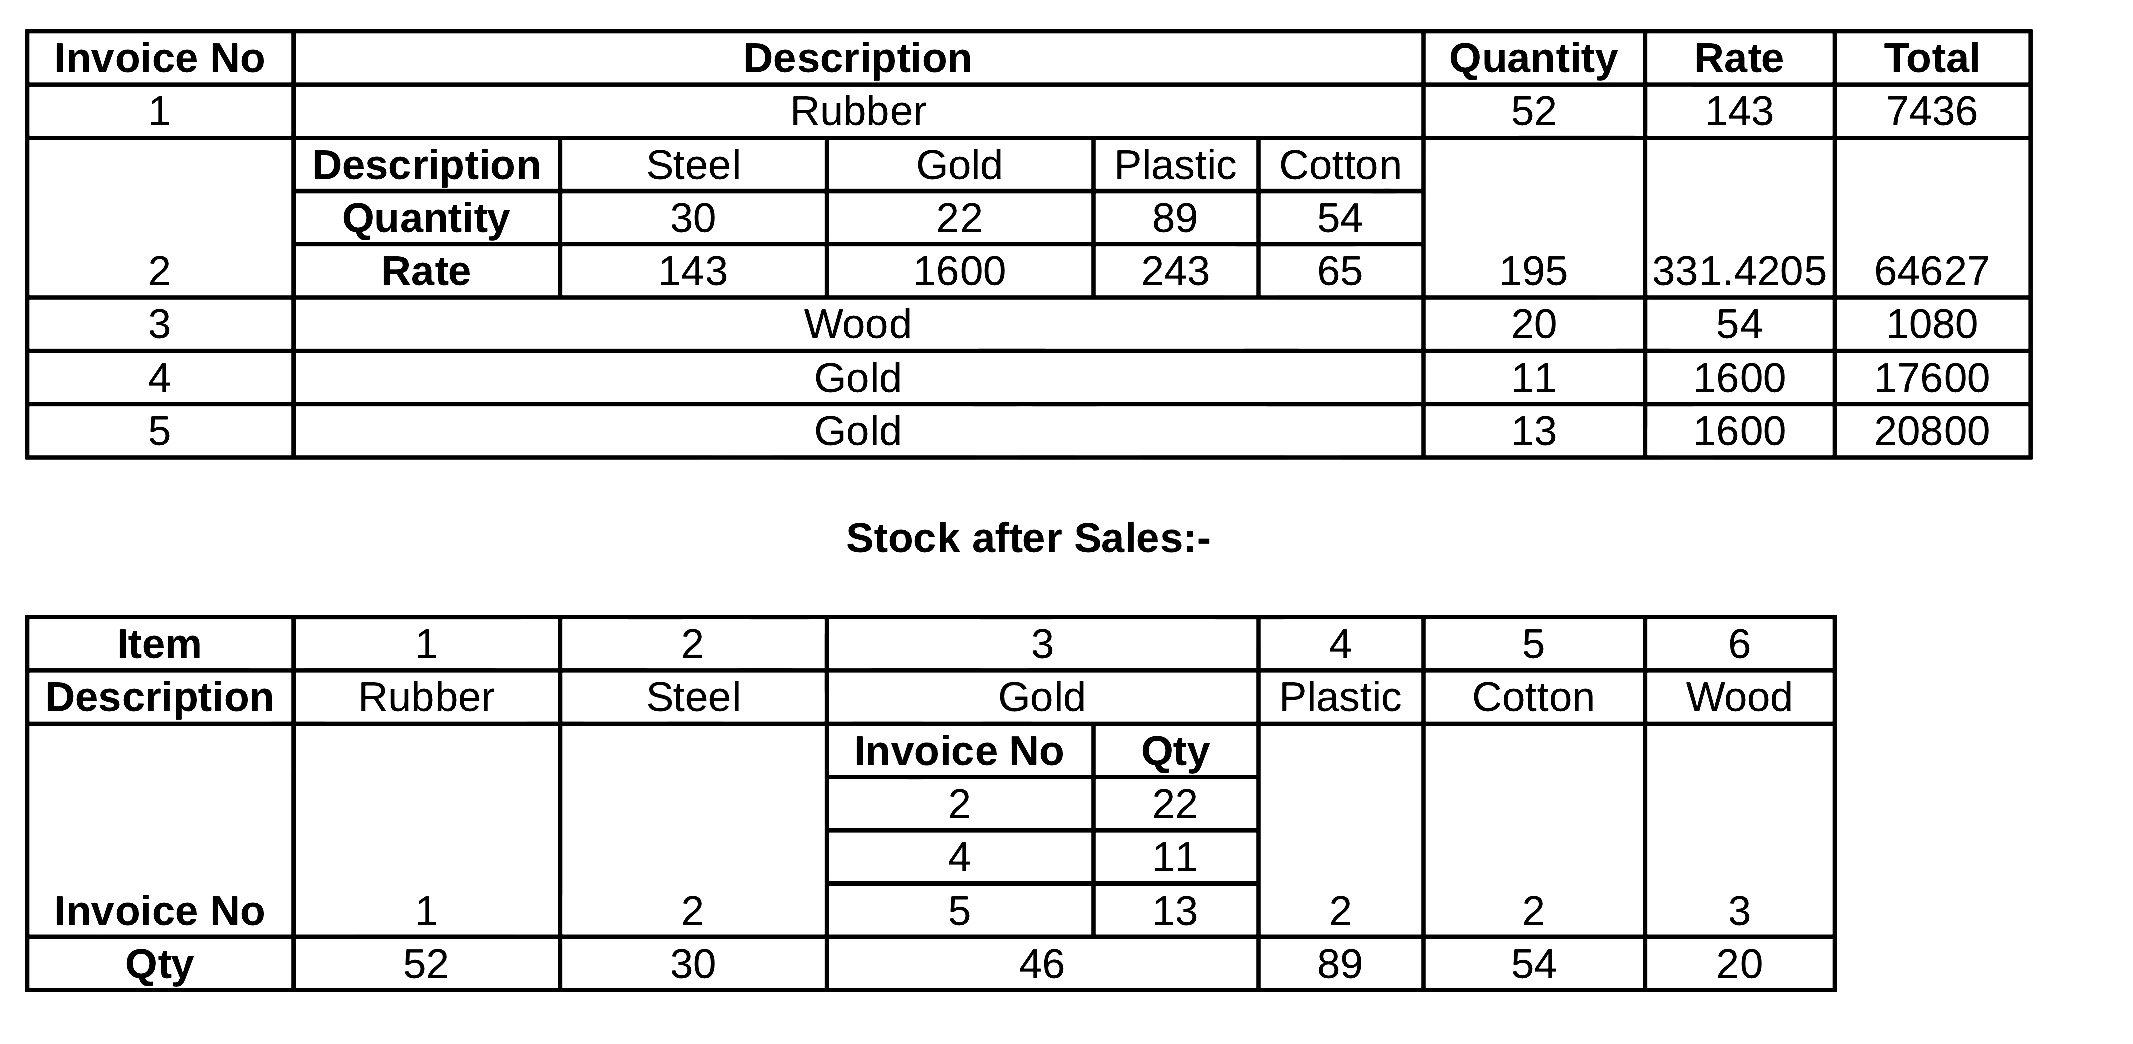 Invoice No Description Quantity Rate Total
1 Rubber 52 143 7436
Description Steel Gold Plastic Cotton
Quantity 30 22 89 54
2 Rate 143 1600 243 65 195 331.4205 64627
3 Wood 20 54 1080
4 Gold 11 1600 17600
5 Gold 13 1600 20800
Stock after Sales:-
Item 1 2 3 4 5 6
Description Rubber Steel Gold Plastic Cotton Wood
Invoice No Qty
2 22
4 11
Invoice No 1 2 5 13 2 2 3
Qty 52 30 46 89 54 20